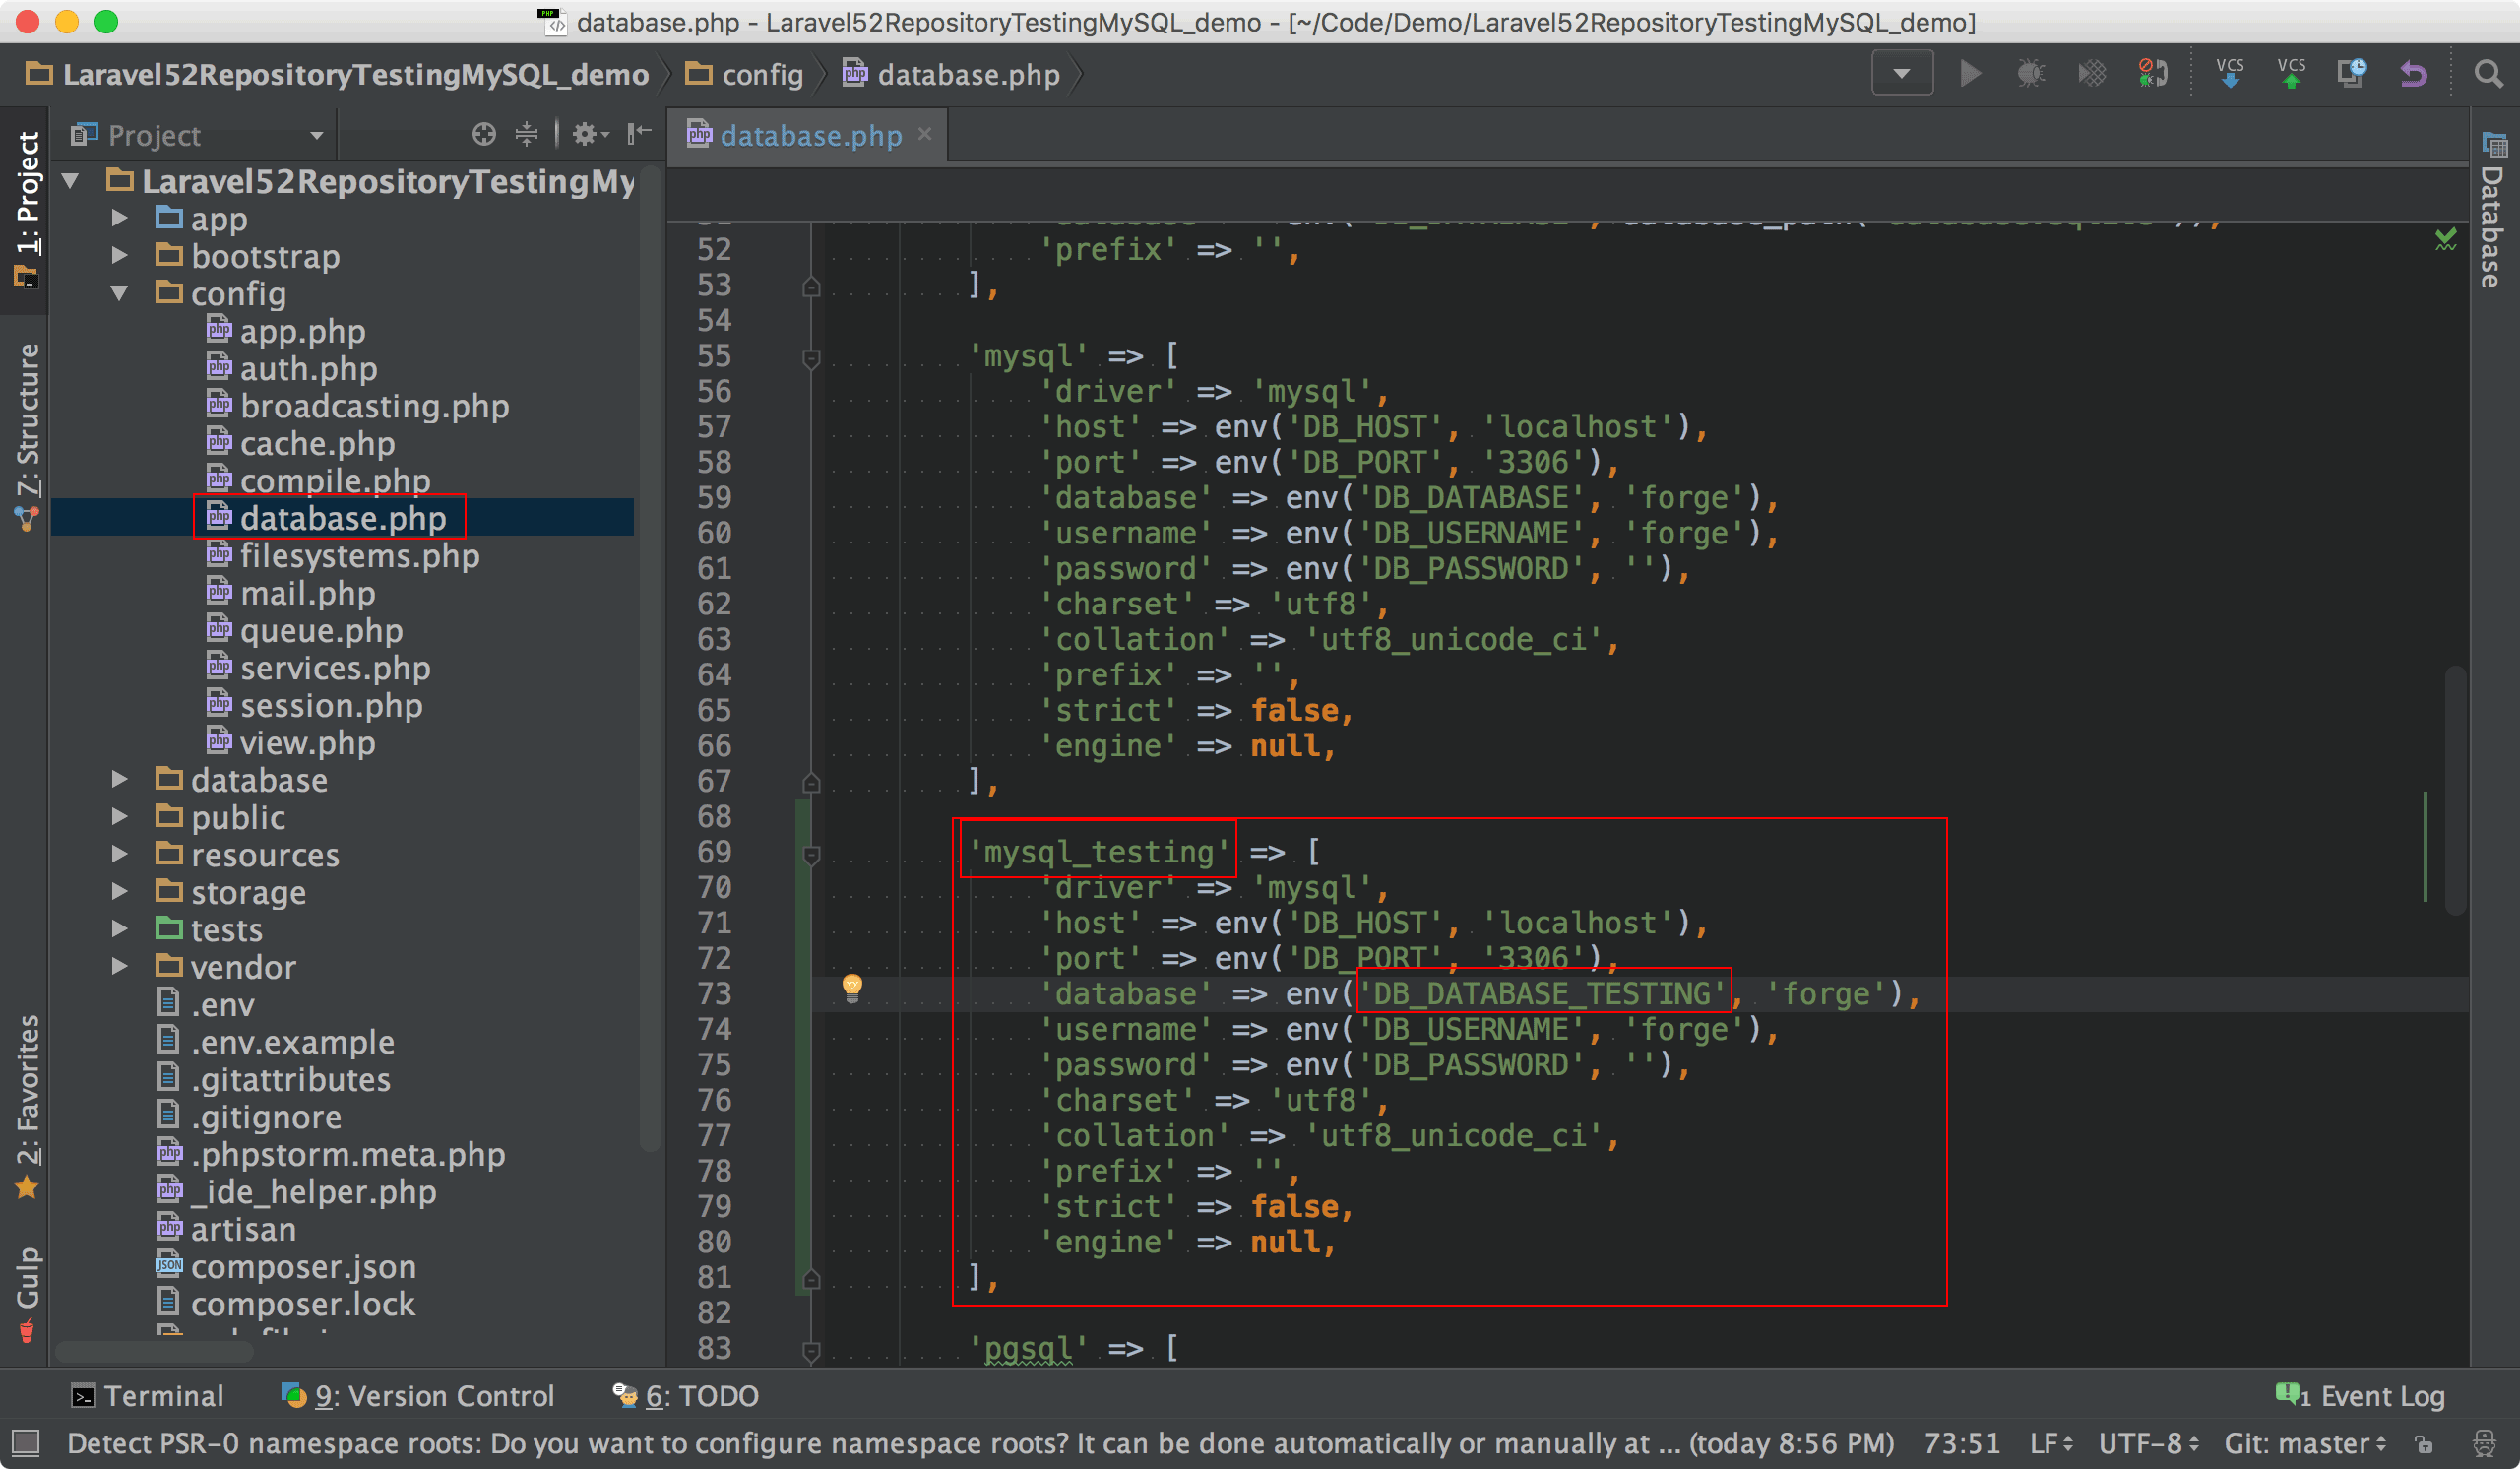 database.php - Laravel52RepositoryTestingMySQL_demo - [~/Code/Demo/Laravel52RepositoryTestingMySQL_demo]
Laravel52RepositoryTestingMySQL_demo config database.php
VCS VCS
1: Project
7: Structure
2: Favorites
Gulp
Project
Laravel52RepositoryTestingMy
app
bootstrap
config
app.php
auth.php
broadcasting.php
cache.php
compile.php
database.php
filesystems.php
mail.php
queue.php
services.php
session.php
view.php
database
public
resources
storage
tests
vendor
.env
.env.example
.gitattributes
.gitignore
.phpstorm.meta.php
_ide_helper.php
artisan
composer.json
composer.lock
database.php
52 'prefix' => '',
53 ],
54
55 'mysql' => [
56 'driver' => 'mysql',
57 'host' => env('DB_HOST', 'localhost'),
58 'port' => env('DB_PORT', '3306'),
59 'database' => env('DB_DATABASE', 'forge'),
60 'username' => env('DB_USERNAME', 'forge'),
61 'password' => env('DB_PASSWORD', ''),
62 'charset' => 'utf8',
63 'collation' => 'utf8_unicode_ci',
64 'prefix' => '',
65 'strict' => false,
66 'engine' => null,
67 ],
68
69 'mysql_testing' => [
70 'driver' => 'mysql',
71 'host' => env('DB_HOST', 'localhost'),
72 'port' => env('DB_PORT', '3306'),
73 'database' => env('DB_DATABASE_TESTING', 'forge'),
74 'username' => env('DB_USERNAME', 'forge'),
75 'password' => env('DB_PASSWORD', ''),
76 'charset' => 'utf8',
77 'collation' => 'utf8_unicode_ci',
78 'prefix' => '',
79 'strict' => false,
80 'engine' => null,
81 ],
82
83 'pgsql' => [
Database
Terminal 9: Version Control 6: TODO 1 Event Log
Detect PSR-0 namespace roots: Do you want to configure namespace roots? It can be done automatically or manually at ... (today 8:56 PM) 73:51 LF UTF-8 Git: master